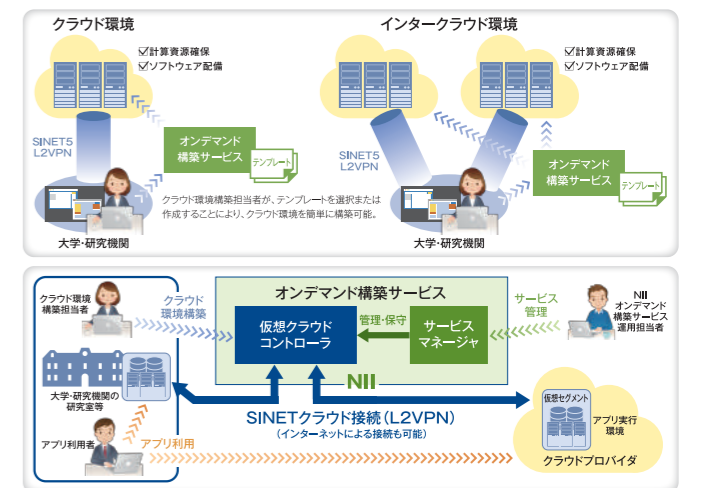 クラウド環境
☑計算資源確保
☑ソフトウェア配備
SINET5
L2VPN
オンデマンド
構築サービス
テンプレート
クラウド環境構築担当者が、テンプレートを選択または
作成することにより、クラウド環境を簡単に構築可能。
大学・研究機関
インタークラウド環境
☑計算資源確保
☑ソフトウェア配備
SINET5
L2VPN
オンデマンド
構築サービス
テンプレート
大学・研究機関
オンデマンド構築サービス
クラウド環境
構築担当者
クラウド
環境構築
仮想クラウド
コントローラ
管理・保守
サービス
マネージャ
サービス
管理
NII
オンデマンド
構築サービス
運用担当者
NII
大学・研究機関の
研究室等
SINETクラウド接続(L2VPN)
(インターネットによる接続も可能)
仮想セグメント
アプリ実行
環境
クラウドプロバイダ
アプリ利用者
アプリ利用